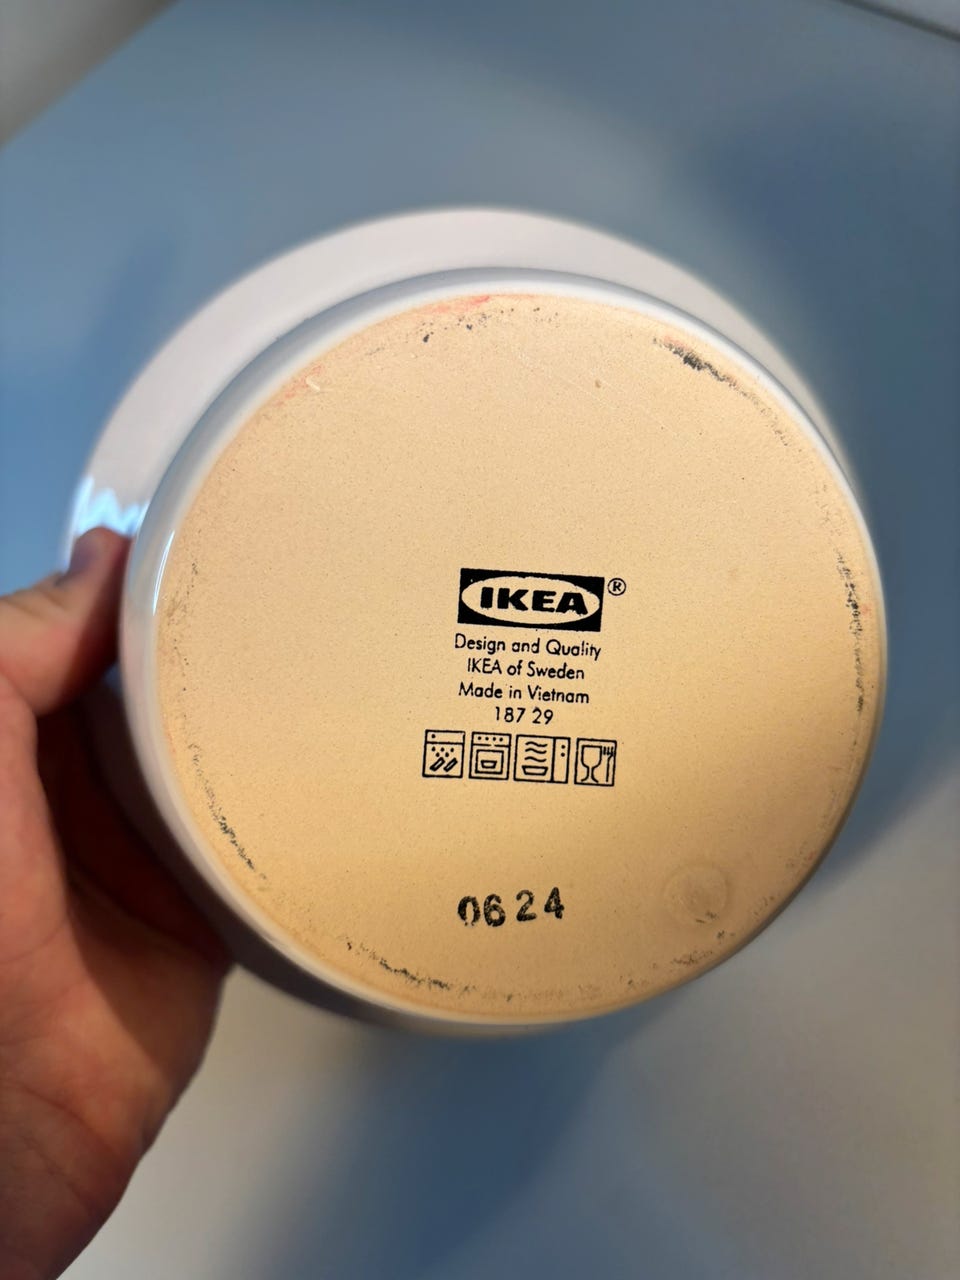 IKEA®
Design and Quality
IKEA of Sweden
Made in Vietnam
187 29
0624